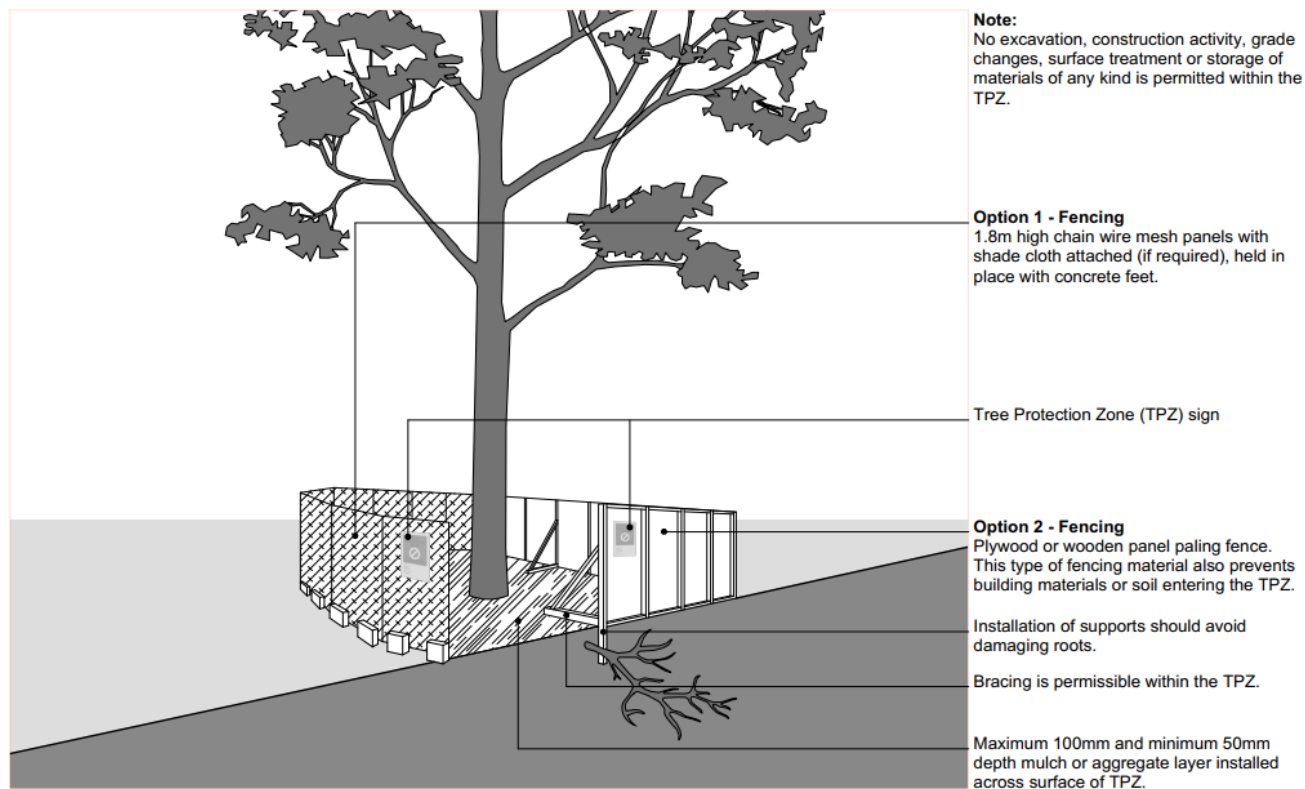 Note:
No excavation, construction activity, grade
changes, surface treatment or storage of
materials of any kind is permitted within the
TPZ.
Option 1 - Fencing
1.8m high chain wire mesh panels with
shade cloth attached (if required), held in
place with concrete feet.
Tree Protection Zone (TPZ) sign
Option 2 - Fencing
Plywood or wooden panel paling fence.
This type of fencing material also prevents
building materials or soil entering the TPZ.
Installation of supports should avoid
damaging roots.
Bracing is permissible within the TPZ.
Maximum 100mm and minimum 50mm
depth mulch or aggregate layer installed
across surface of TPZ.